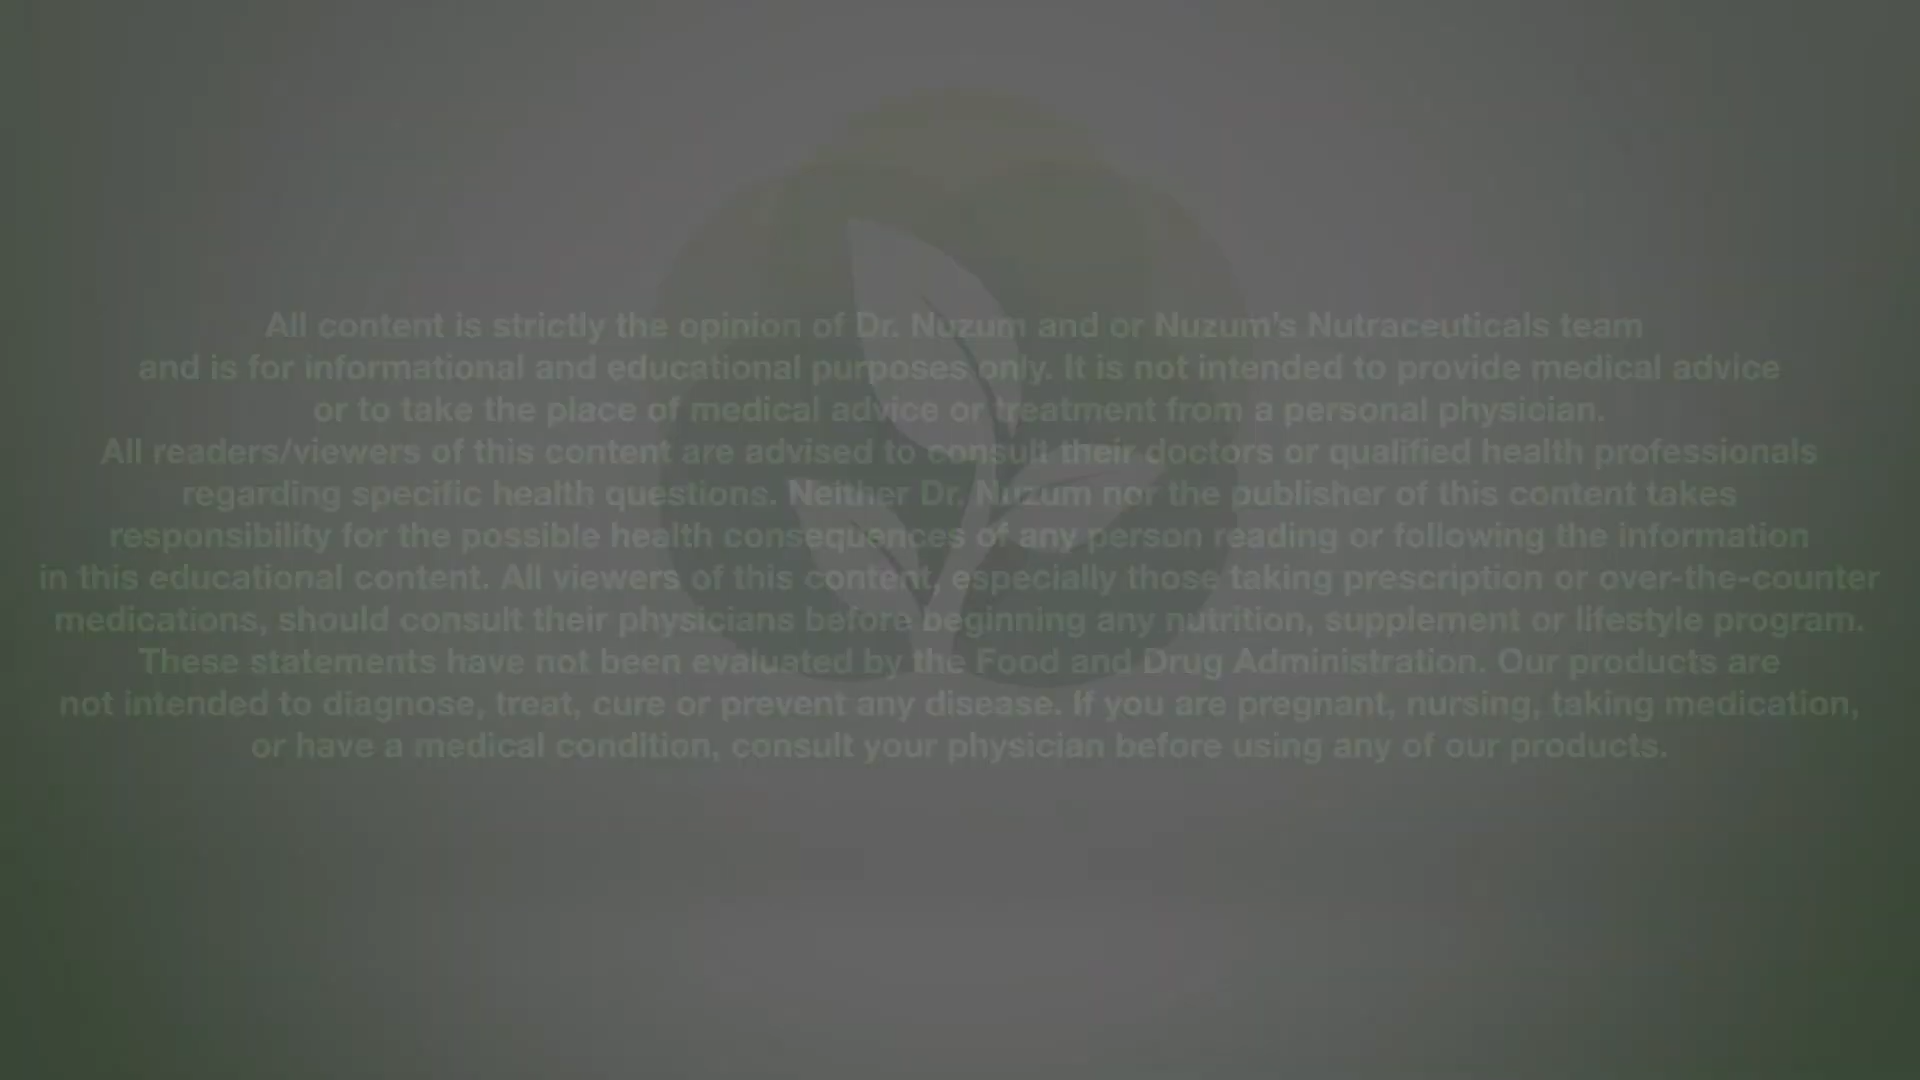 All content is strictly the opinion of Dr. Nuzum and or Nuzum's Nutraceuticals team
and is for informational and educational purposes only. It is not intended to provide medical advice
or to take the place of medical advice or treatment from a personal physician.
All readers/viewers of this content are advised to consult their doctors or qualified health professionals
regarding specific health questions. Neither Dr. Nuzum nor the publisher of this content takes
responsibility for the possible health consequences of any person reading or following the information
in this educational content. All viewers of this content, especially those taking prescription or over-the-counter
medications, should consult their physicians before beginning any nutrition, supplement or lifestyle program.
These statements have not been evaluated by the Food and Drug Administration. Our products are
not intended to diagnose, treat, cure or prevent any disease. If you are pregnant, nursing, taking medication,
or have a medical condition, consult your physician before using any of our products.